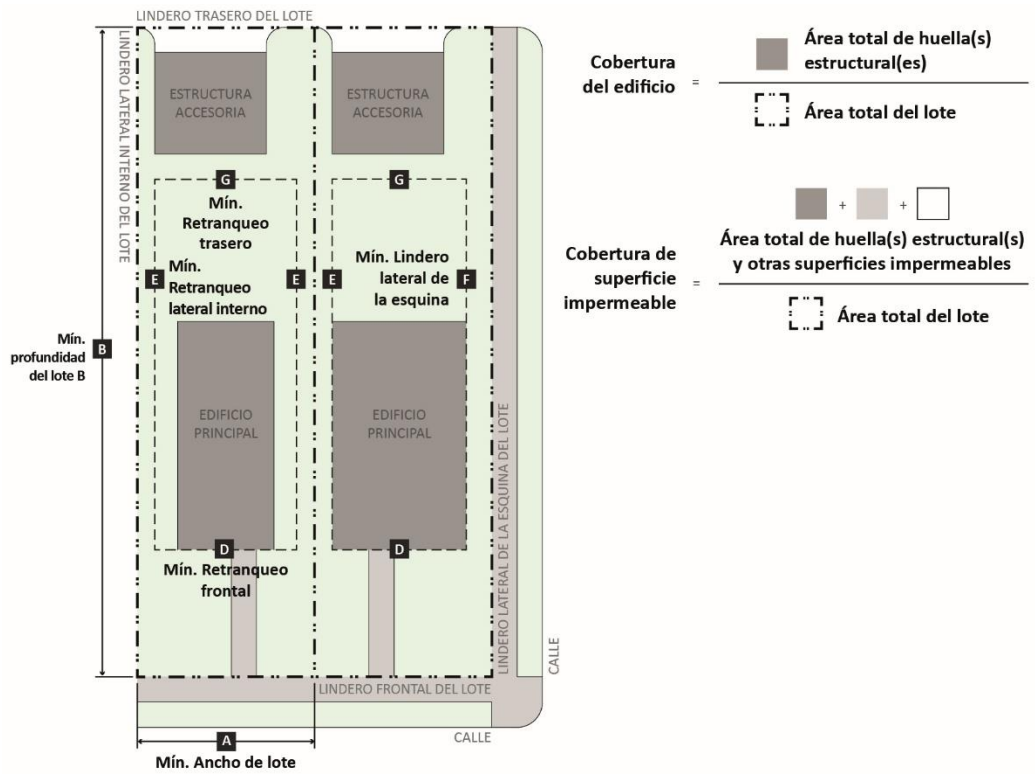 LINDERO TRASERO DEL LOTE
LINDERO LATERAL INTERNO DEL LOTE
ESTRUCTURA
ACCESORIA
ESTRUCTURA
ACCESORIA
G
Mín.
Retranqueo
trasero
G
E
Mín.
Retranqueo
lateral interno
E
E
Mín. Lindero
lateral de
la esquina
F
Mín.
profundidad
del lote B
B
EDIFICIO
PRINCIPAL
EDIFICIO
PRINCIPAL
D
Mín. Retranqueo
frontal
D
LINDERO LATERAL DE LA ESQUINA DEL LOTE
CALLE
LINDERO FRONTAL DEL LOTE
CALLE
A
Mín. Ancho de lote
Cobertura
del edificio
=
Área total de huella(s)
estructural(es)
Área total del lote
Cobertura de
superficie
impermeable
=
+ +
Área total de huella(s) estructural(s)
y otras superficies impermeables
Área total del lote